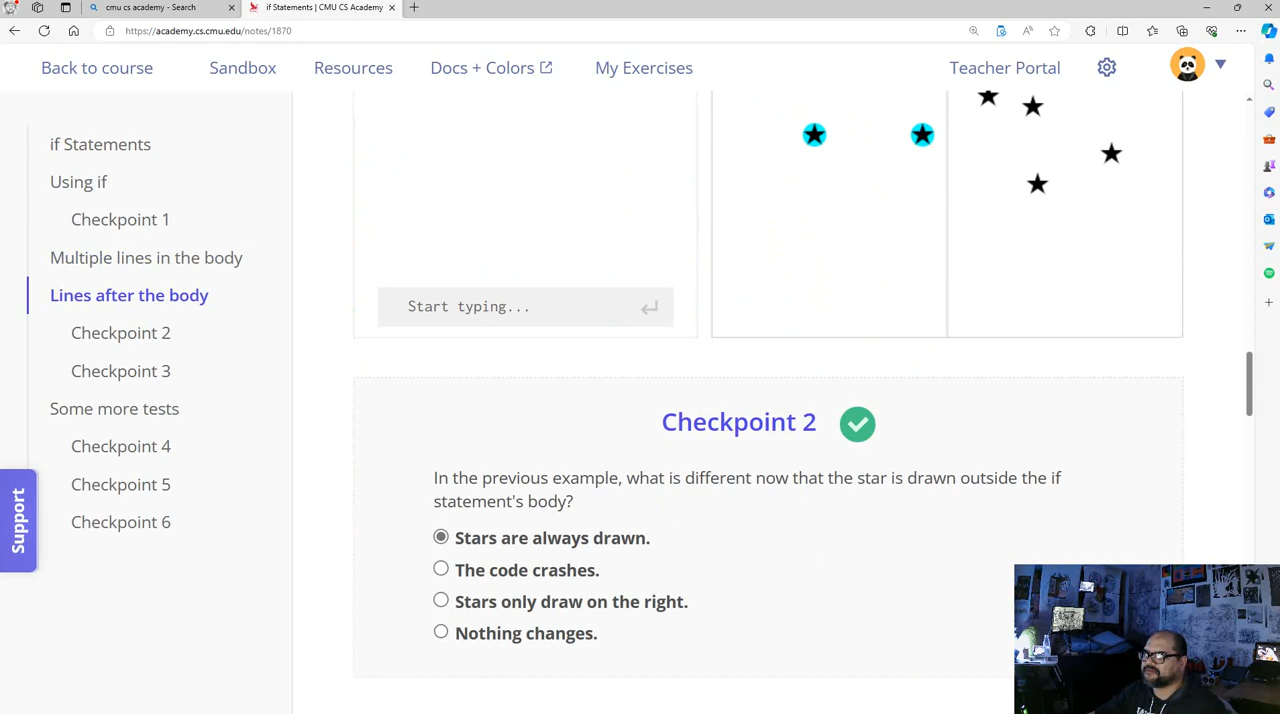 cmu cs academy - Search
if Statements | CMU CS Academy
https://academy.cs.cmu.edu/notes/1870
Back to course
Sandbox
Resources
Docs + Colors
My Exercises
Teacher Portal
if Statements
Using if
Checkpoint 1
Multiple lines in the body
Lines after the body
Checkpoint 2
Checkpoint 3
Some more tests
Checkpoint 4
Checkpoint 5
Checkpoint 6
Support
Start typing...
Checkpoint 2
In the previous example, what is different now that the star is drawn outside the if
statement's body?
Stars are always drawn.
The code crashes.
Stars only draw on the right.
Nothing changes.